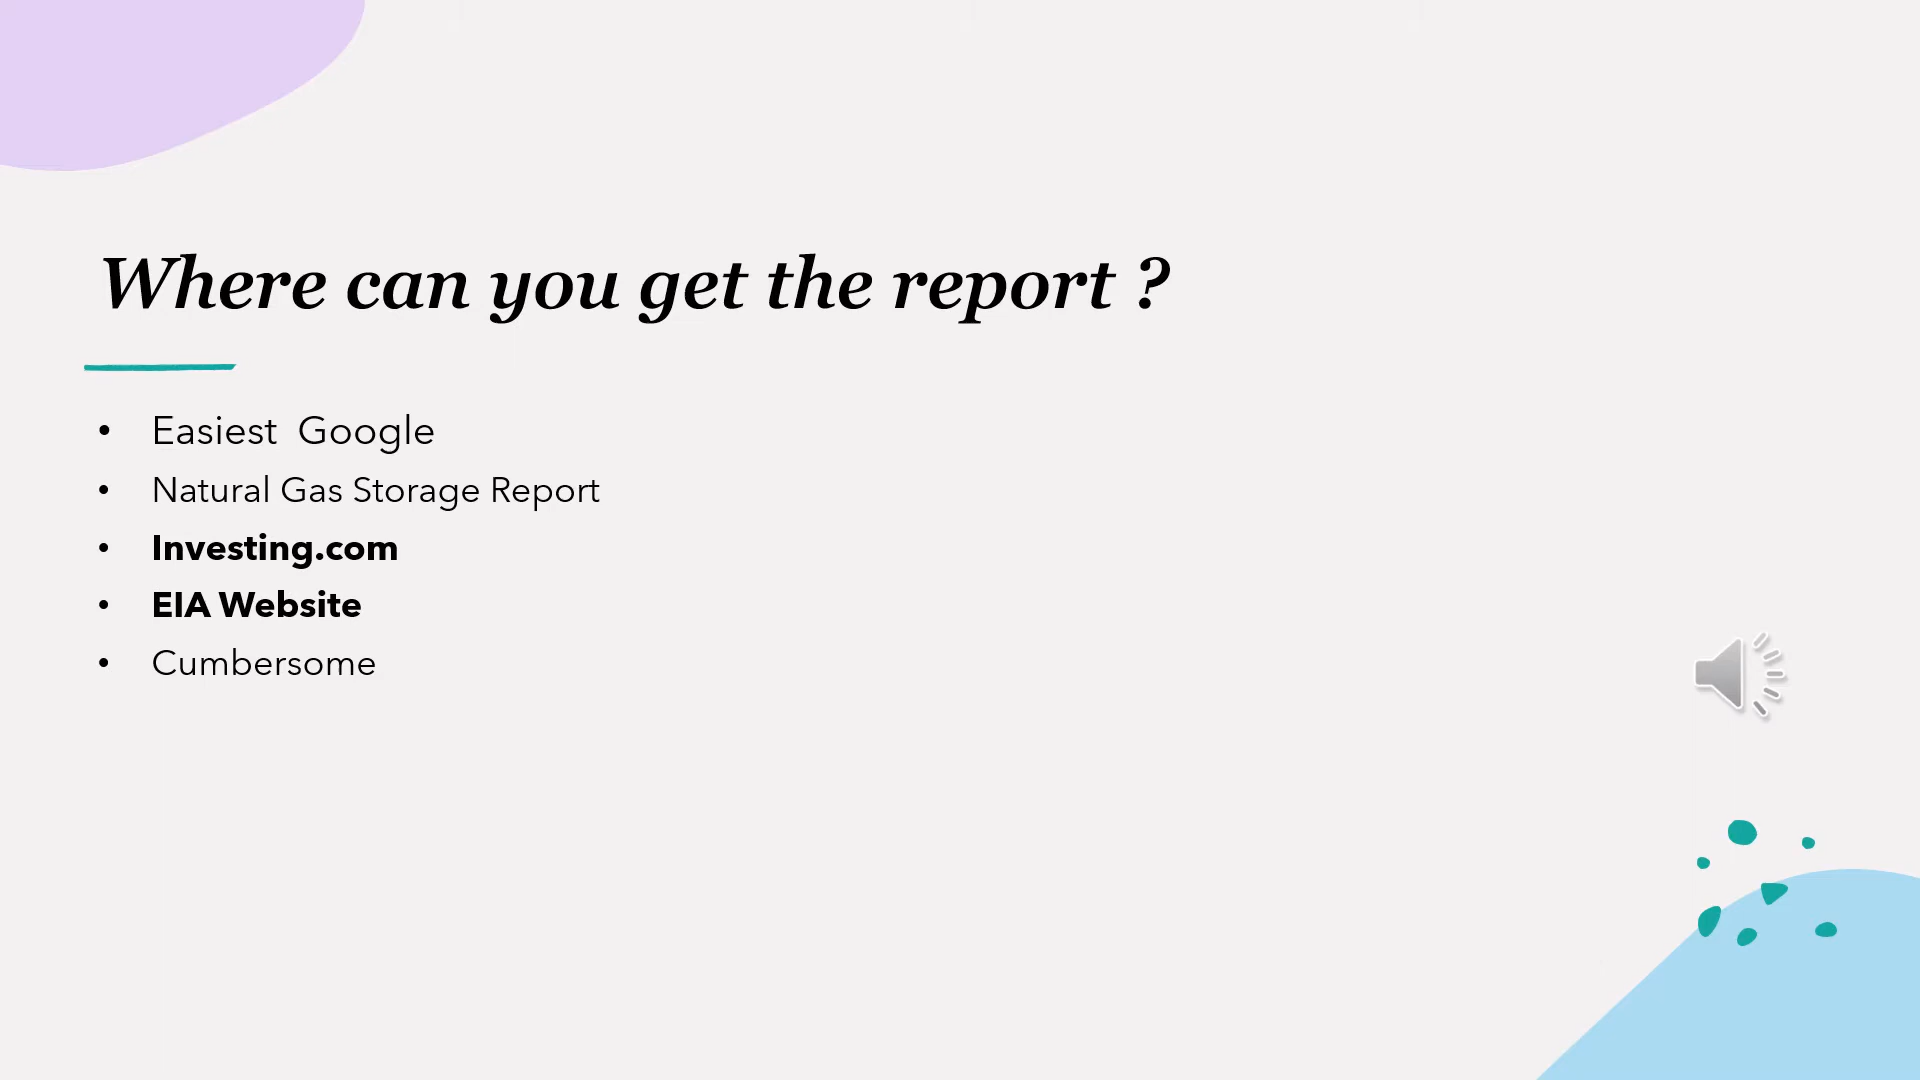 Where can you get the report ?
• Easiest  Google
• Natural Gas Storage Report
• Investing.com
• EIA Website
• Cumbersome